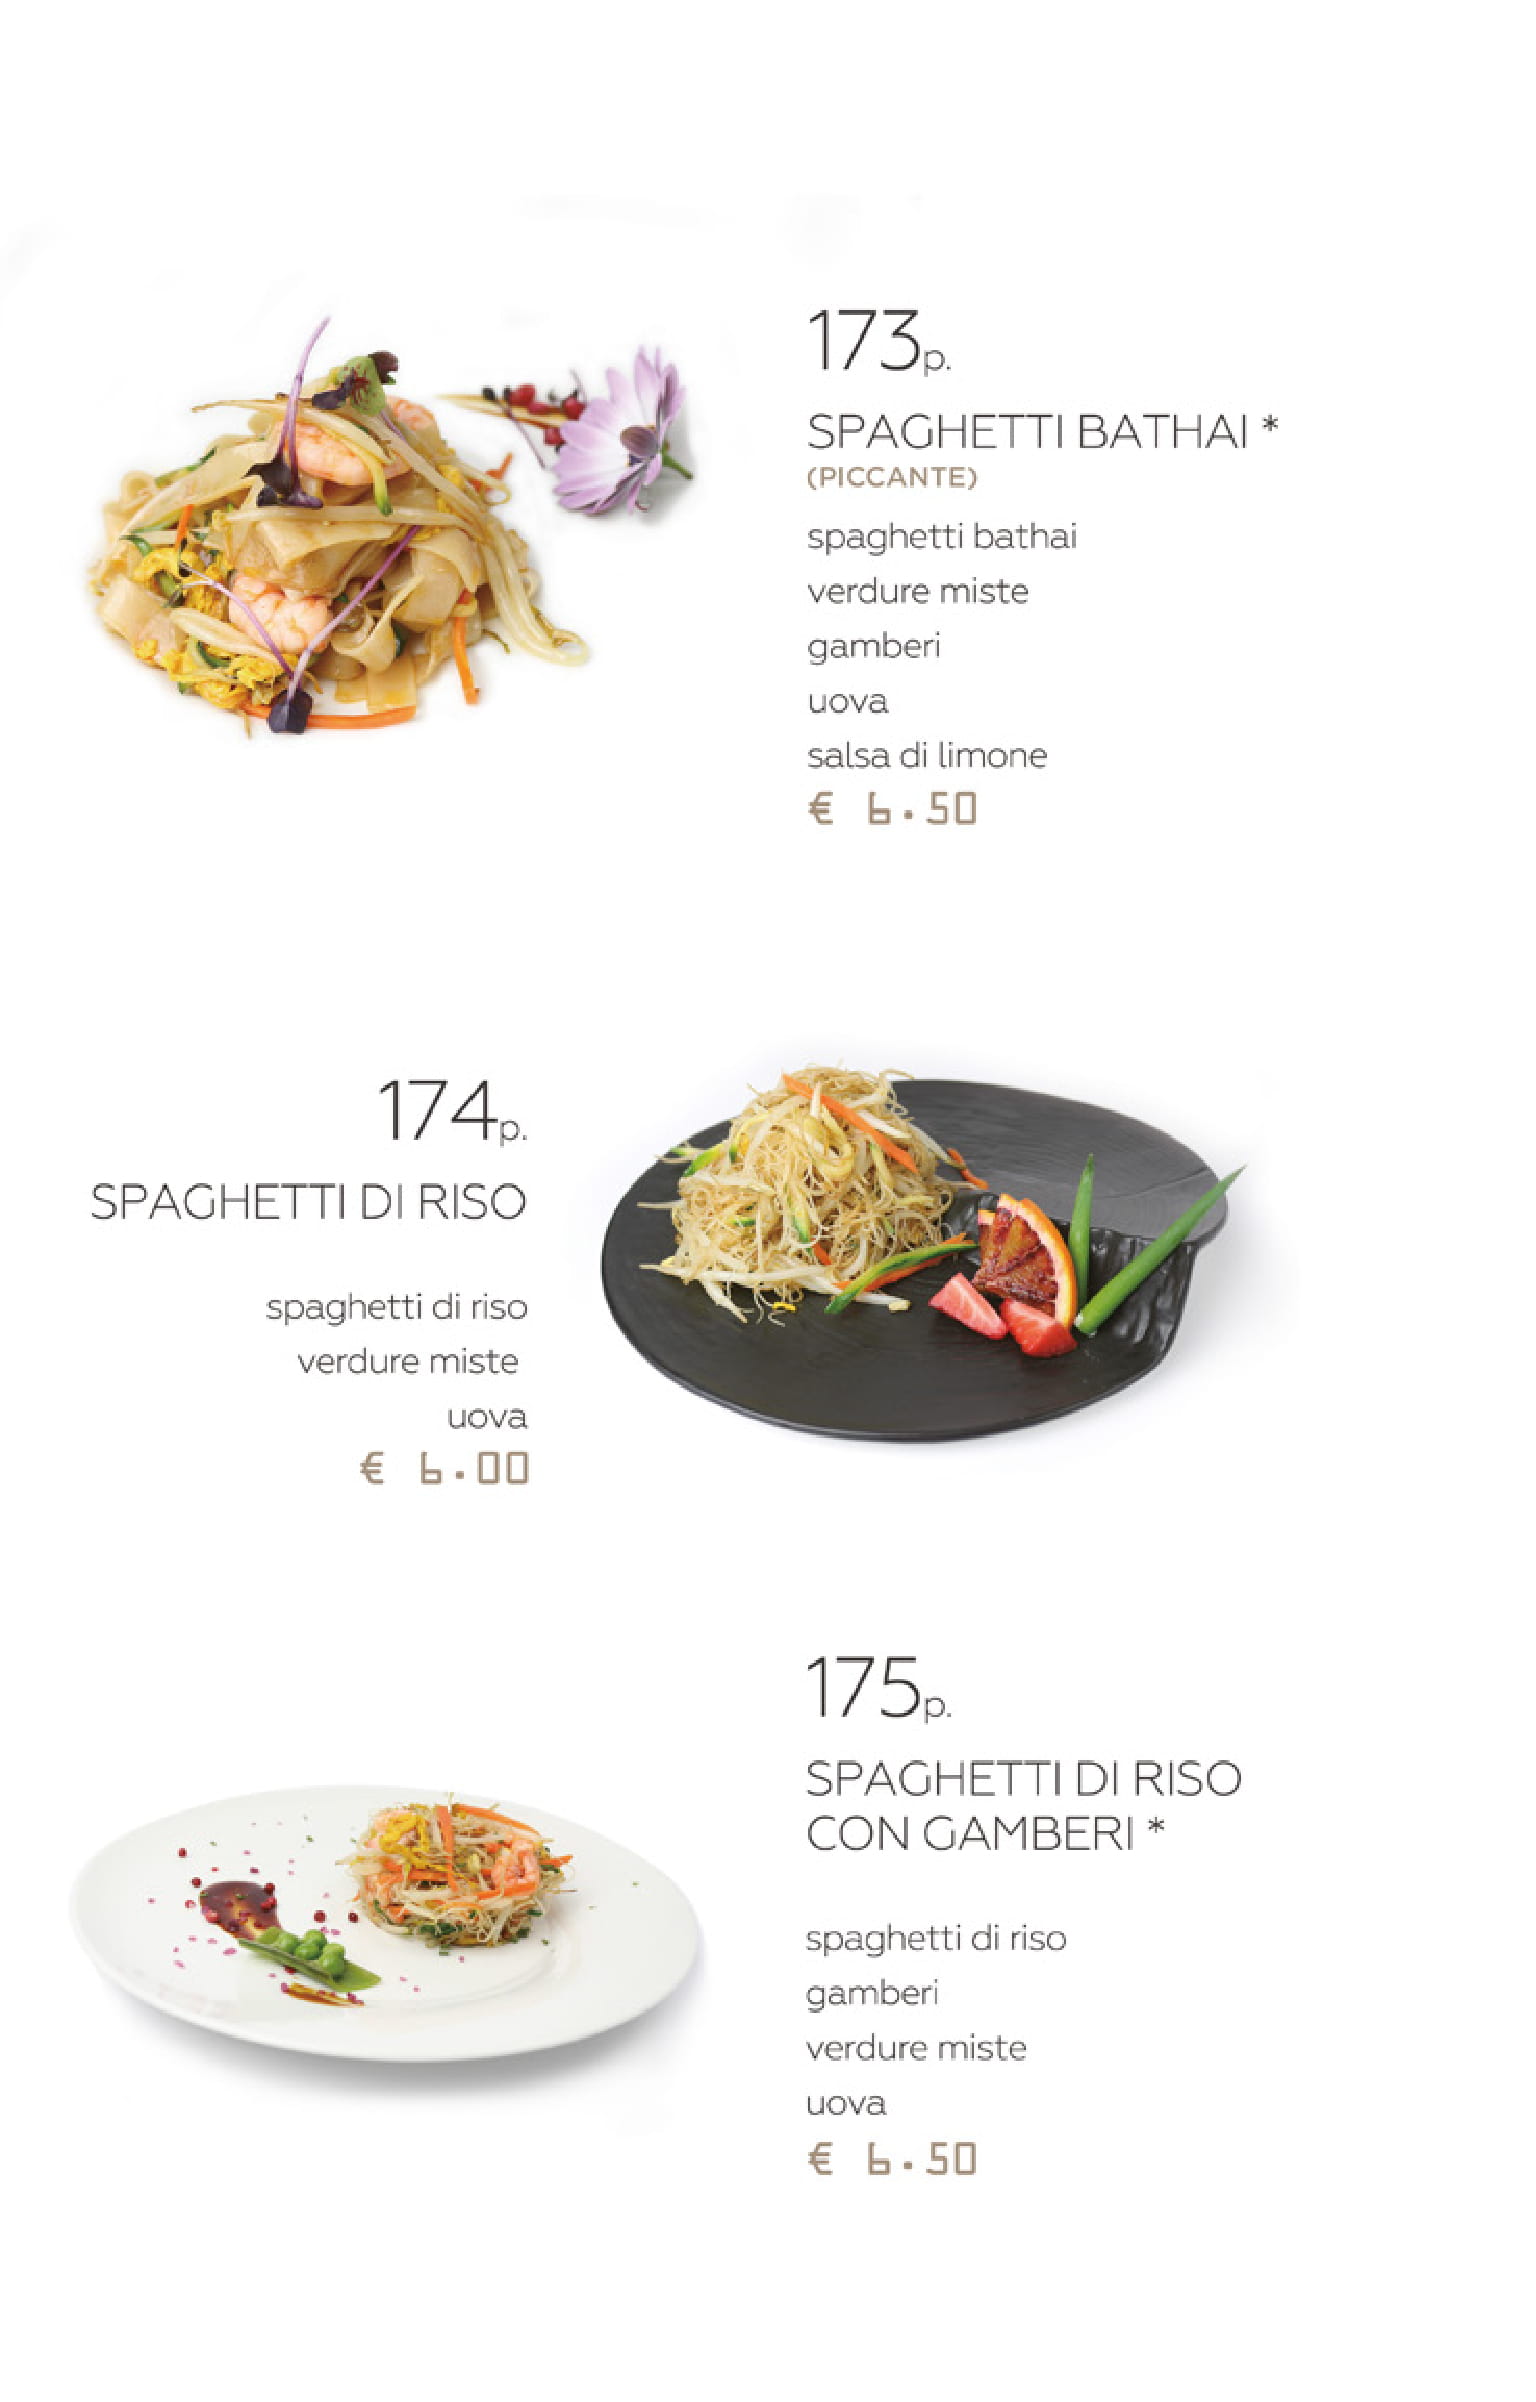 173p.
SPAGHETTI BATHAI *
(PICCANTE)
spaghetti bathai
verdure miste
gamberi
uova
salsa di limone
€ 6.50
174p.
SPAGHETTI DI RISO
spaghetti di riso
verdure miste
uova
€ 6.00
175p.
SPAGHETTI DI RISO
CON GAMBERI *
spaghetti di riso
gamberi
verdure miste
uova
€ 6.50